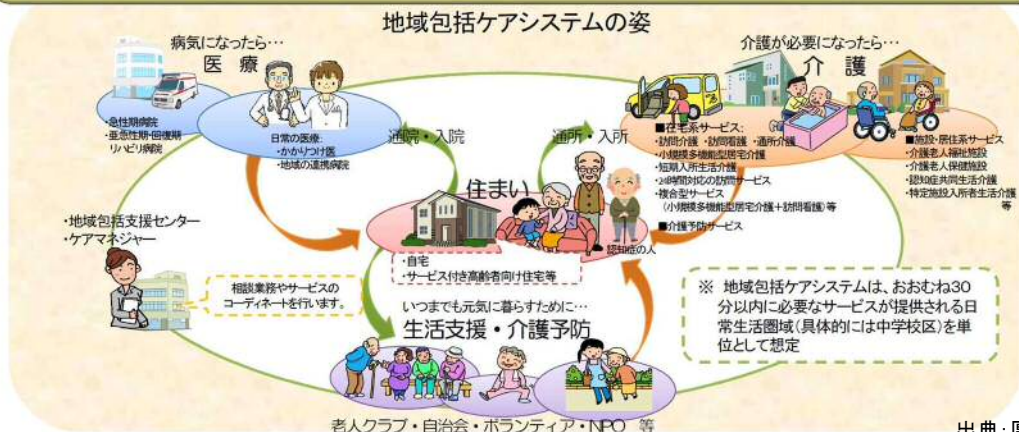 地域包括ケアシステムの姿
病気になったら…
医 療
・急性期病院
・亜急性期・回復期
リハビリ病院
日常の医療:
・かかりつけ医
・地域の連携病院
通院・入院
介護が必要になったら…
介 護
通所・入所
■在宅系サービス:
・訪問介護 ・訪問看護 ・通所介護
・小規模多機能型居宅介護
・短期入所生活介護
・24時間対応の訪問サービス
・複合型サービス
(小規模多機能型居宅介護+訪問看護)等
■介護予防サービス
■施設・居住系サービス
・介護老人福祉施設
・介護老人保健施設
・認知症共同生活介護
・特定施設入所者生活介護
等
住まい
認知症の人
・自宅
・サービス付き高齢者向け住宅等
・地域包括支援センター
・ケアマネジャー
相談業務やサービスの
コーディネートを行います。
いつまでも元気に暮らすために…
生活支援・介護予防
老人クラブ・自治会・ボランティア・NPO 等
※ 地域包括ケアシステムは、おおむね30
分以内に必要なサービスが提供される日
常生活圏域(具体的には中学校区)を単
位として想定
出典: